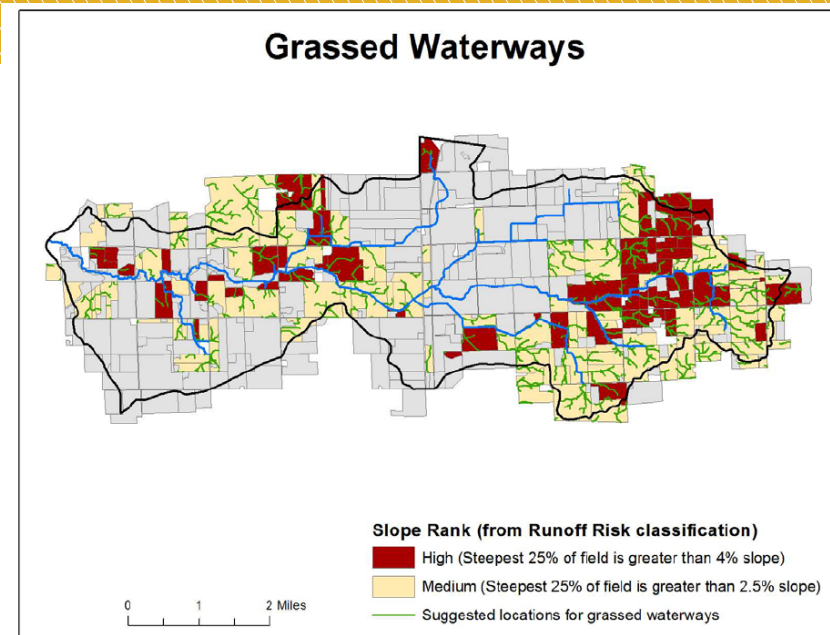 Grassed Waterways
Slope Rank (from Runoff Risk classification)
High (Steepest 25% of field is greater than 4% slope)
Medium (Steepest 25% of field is greater than 2.5% slope)
Suggested locations for grassed waterways
0 1 2 Miles